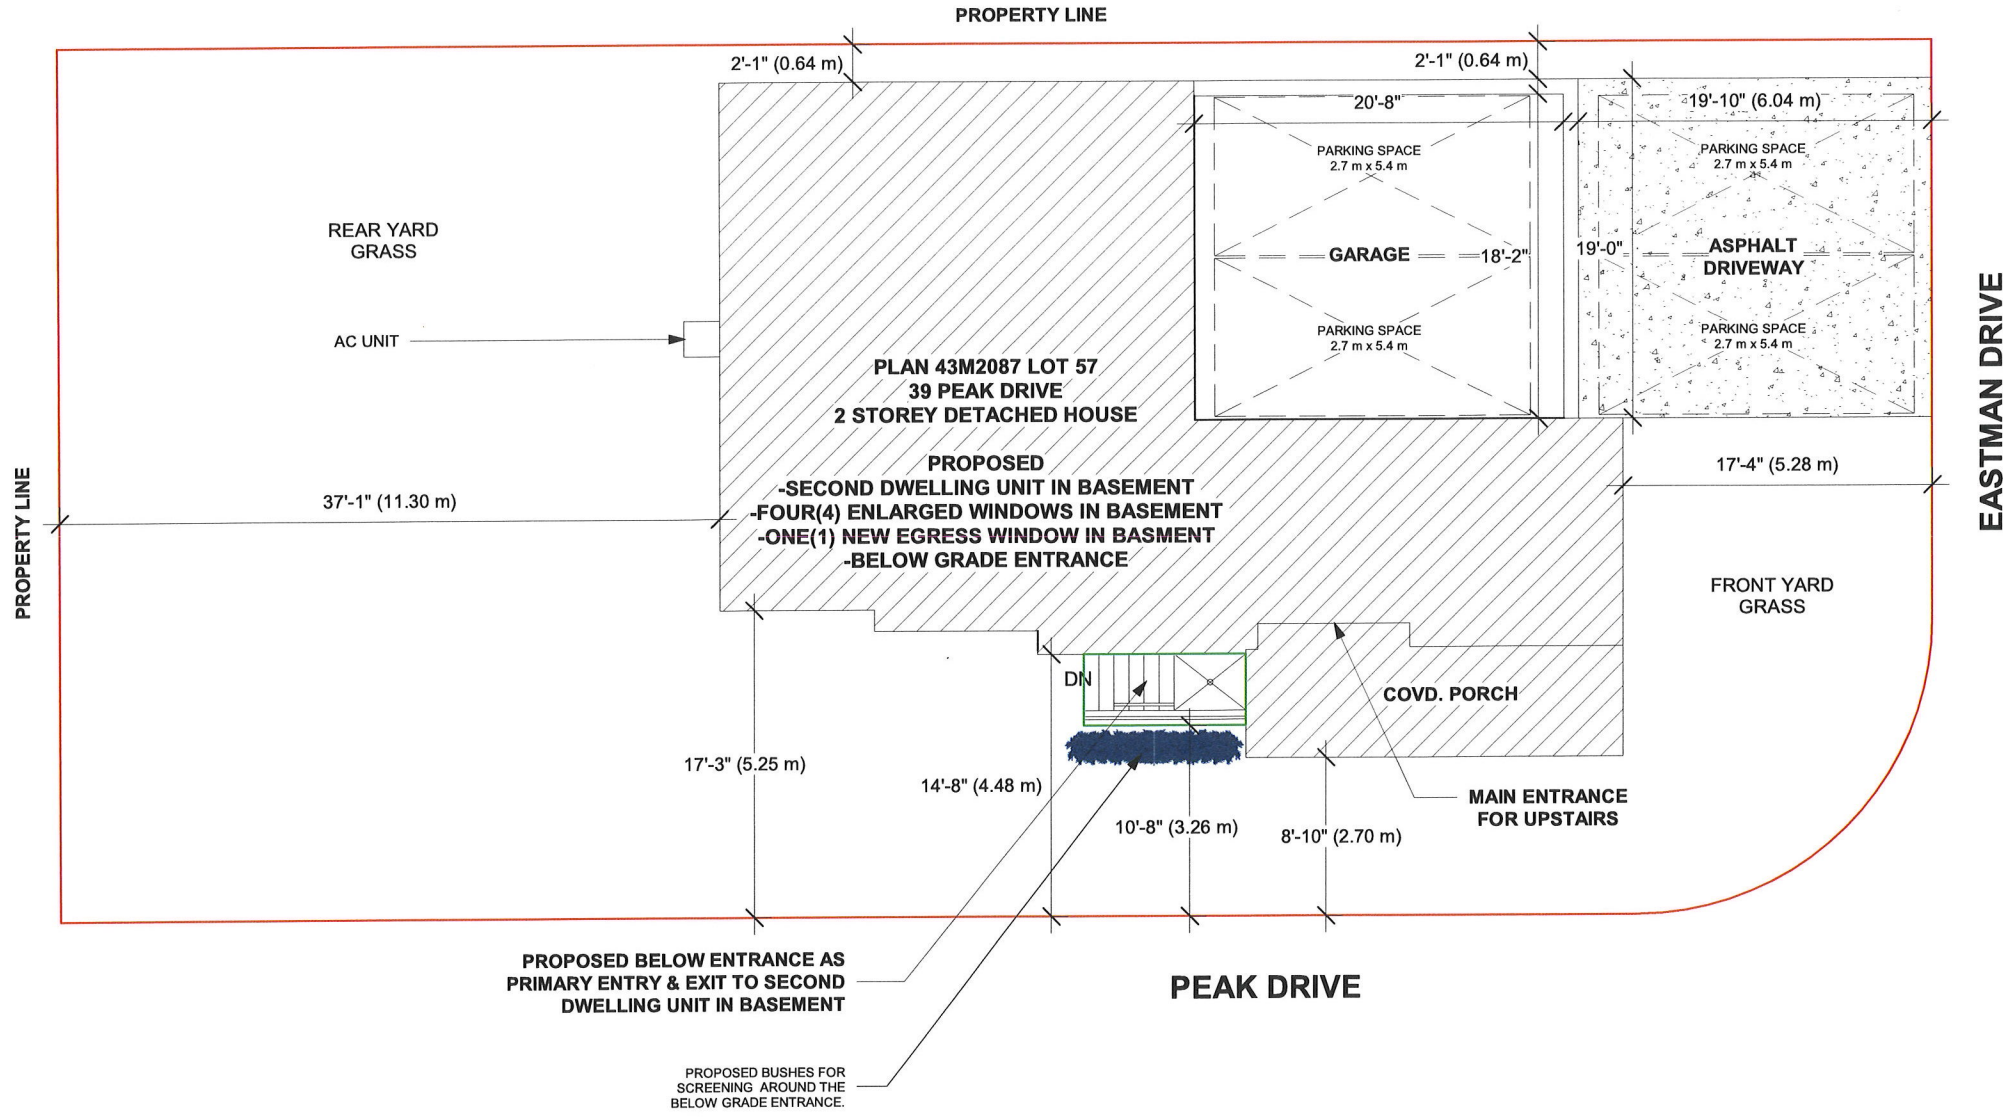 PROPERTY LINE
2'-1" (0.64 m)
2'-1" (0.64 m)
20'-8"
19'-10" (6.04 m)
PARKING SPACE
2.7 m x 5.4 m
PARKING SPACE
2.7 m x 5.4 m
REAR YARD
GRASS
GARAGE
18'-2"
19'-0"
ASPHALT
DRIVEWAY
AC UNIT
PARKING SPACE
2.7 m x 5.4 m
PARKING SPACE
2.7 m x 5.4 m
EASTMAN DRIVE
PLAN 43M2087 LOT 57
39 PEAK DRIVE
2 STOREY DETACHED HOUSE
PROPOSED
-SECOND DWELLING UNIT IN BASEMENT
-FOUR(4) ENLARGED WINDOWS IN BASEMENT
-ONE(1) NEW EGRESS WINDOW IN BASMENT
-BELOW GRADE ENTRANCE
17'-4" (5.28 m)
37'-1" (11.30 m)
PROPERTY LINE
FRONT YARD
GRASS
DN
COVD. PORCH
17'-3" (5.25 m)
14'-8" (4.48 m)
10'-8" (3.26 m)
8'-10" (2.70 m)
MAIN ENTRANCE
FOR UPSTAIRS
PROPOSED BELOW ENTRANCE AS
PRIMARY ENTRY & EXIT TO SECOND
DWELLING UNIT IN BASEMENT
PEAK DRIVE
PROPOSED BUSHES FOR
SCREENING AROUND THE
BELOW GRADE ENTRANCE.